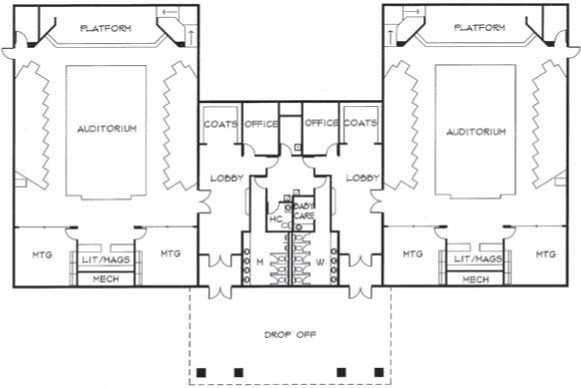 PLATFORM
PLATFORM
COATS
OFFICE
OFFICE
COATS
AUDITORIUM
AUDITORIUM
LOBBY
LOBBY
BABY
CARE
HC
MTG
LIT/MAGS
MTG
M
W
MTG
LIT/MAGS
MTG
MECH
MECH
DROP OFF